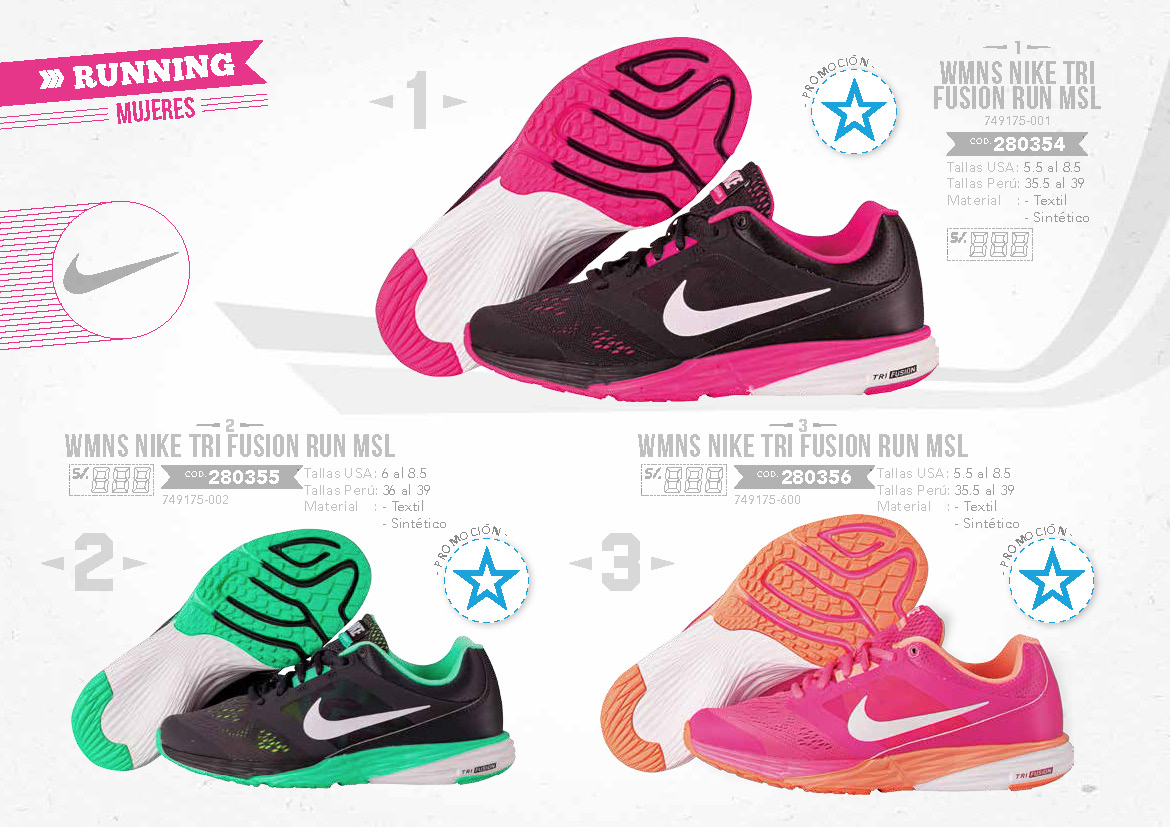 RUNNING
MUJERES
1
- PROMOCIÓN -
1
WMNS NIKE TRI
FUSION RUN MSL
749175-001
COD. 280354
Tallas USA: 5.5 al 8.5
Tallas Perú: 35.5 al 39
Material : - Textil
- Sintético
S/. 888
NIKE
TRI FUSION
2
WMNS NIKE TRI FUSION RUN MSL
S/. 888
COD. 280355
749175-002
Tallas USA: 6 al 8.5
Tallas Perú: 36 al 39
Material : - Textil
- Sintético
2
- PROMOCIÓN -
TRI FUSION
3
WMNS NIKE TRI FUSION RUN MSL
S/. 888
COD. 280356
749175-600
Tallas USA: 5.5 al 8.5
Tallas Perú: 35.5 al 39
Material : - Textil
- Sintético
3
- PROMOCIÓN -
TRI FUSION